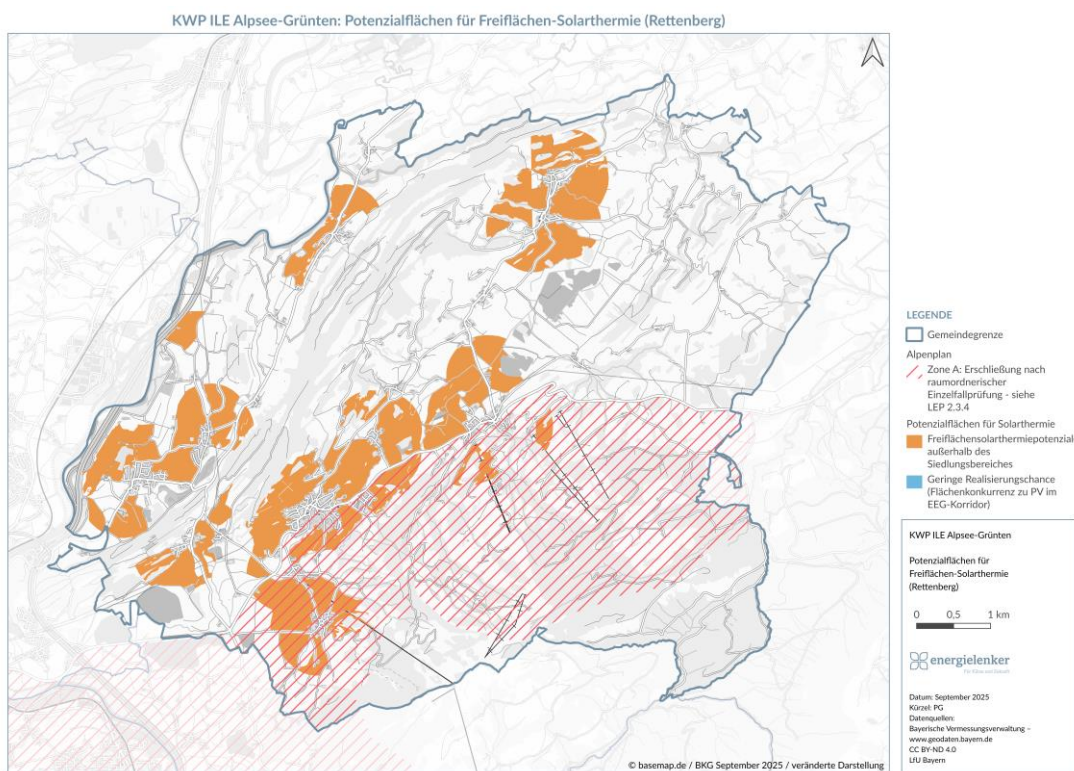 KWP ILE Alpsee-Grünten: Potenzialflächen für Freiflächen-Solarthermie (Rettenberg)
LEGENDE
Gemeindegrenze
Alpenplan
Zone A: Erschließung nach
raumordnerischer
Einzelfallprüfung - siehe
LEP 2.3.4
Potenzialflächen für Solarthermie
Freiflächensolarthermiepotenzial
außerhalb des
Siedlungsbereiches
Geringe Realisierungschance
(Flächenkonkurrenz zu PV im
EEG-Korridor)
KWP ILE Alpsee-Grünten
Potenzialflächen für
Freiflächen-Solarthermie
(Rettenberg)
0 0,5 1 km
energielenker
Datum: September 2025
Kürzel: PG
Datenquellen:
Bayerische Vermessungsverwaltung –
www.geodaten.bayern.de
CC BY-ND 4.0
LfU Bayern
© basemap.de / BKG September 2025 / veränderte Darstellung